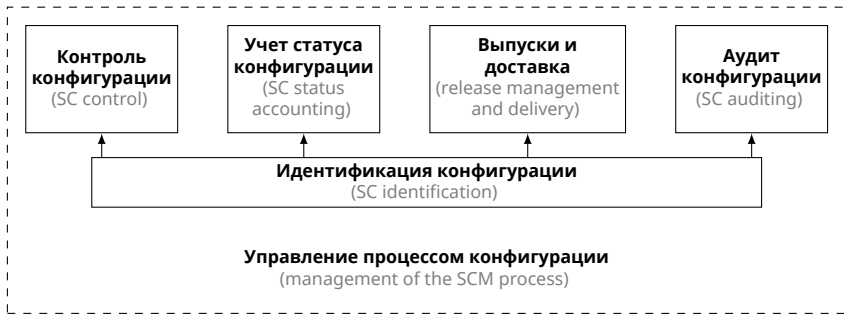 Контроль
конфигурации
(SC control)
Учет статуса
конфигурации
(SC status
accounting)
Выпуски и
доставка
(release management
and delivery)
Аудит
конфигурации
(SC auditing)
Идентификация конфигурации
(SC identification)
Управление процессом конфигурации
(management of the SCM process)